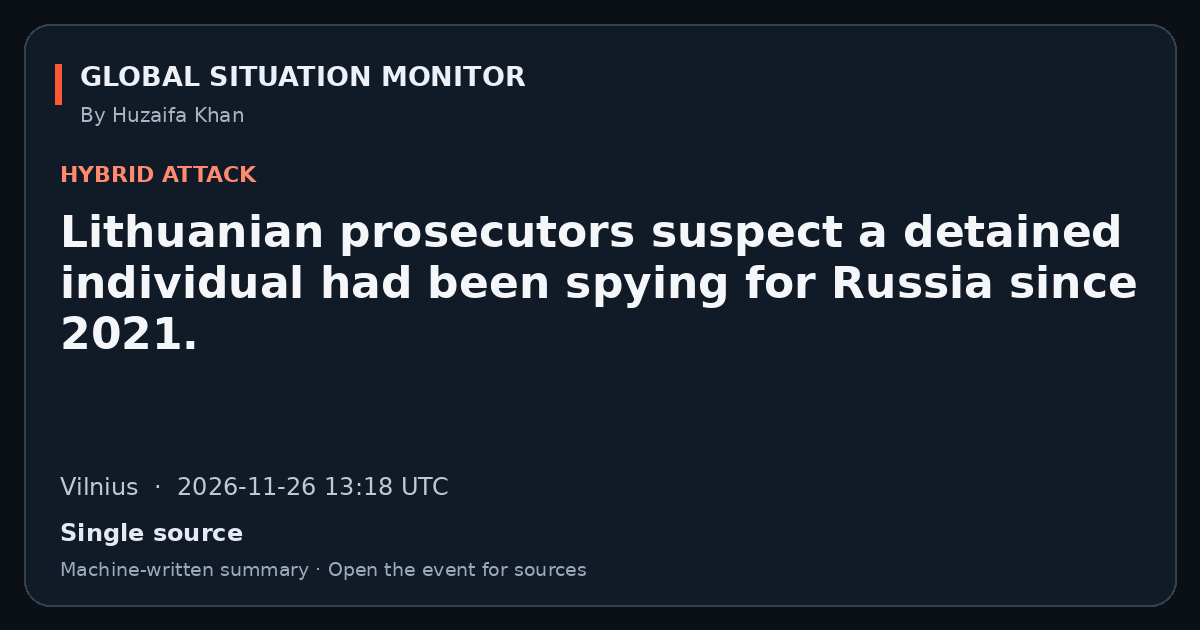 GLOBAL SITUATION MONITOR
By Huzaifa Khan
HYBRID ATTACK
Lithuanian prosecutors suspect a detained
individual had been spying for Russia since
2021.
Vilnius · 2026-11-26 13:18 UTC
Single source
Machine-written summary · Open the event for sources